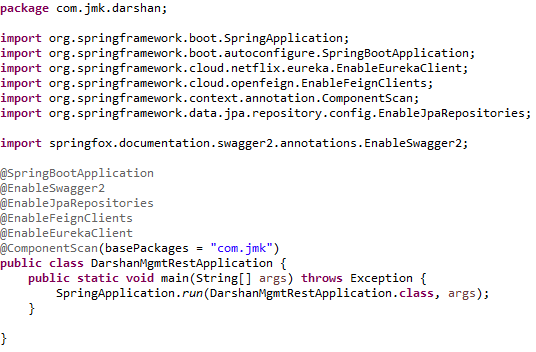 package com.jmk.darshan;
import org.springframework.boot.SpringApplication;
import org.springframework.boot.autoconfigure.SpringBootApplication;
import org.springframework.cloud.netflix.eureka.EnableEurekaClient;
import org.springframework.cloud.openfeign.EnableFeignClients;
import org.springframework.context.annotation.ComponentScan;
import org.springframework.data.jpa.repository.config.EnableJpaRepositories;
import springfox.documentation.swagger2.annotations.EnableSwagger2;
@SpringBootApplication
@EnableSwagger2
@EnableJpaRepositories
@EnableFeignClients
@EnableEurekaClient
@ComponentScan(basePackages = "com.jmk")
public class DarshanMgmtRestApplication {
    public static void main(String[] args) throws Exception {
        SpringApplication.run(DarshanMgmtRestApplication.class, args);
    }
}